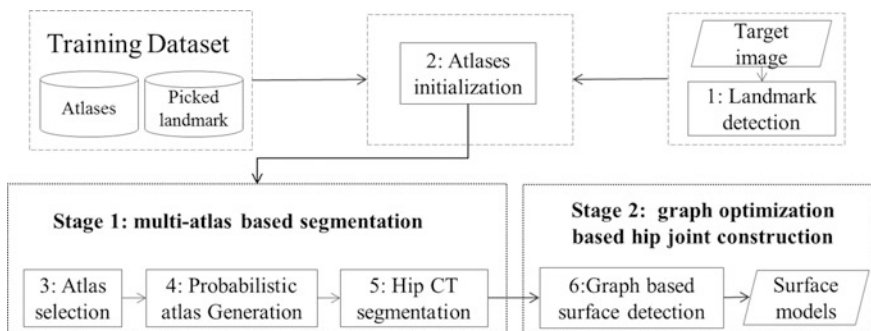 Training Dataset
Atlases
Picked
landmark
2: Atlases
initialization
Target
image
1: Landmark
detection
Stage 1: multi-atlas based segmentation
3: Atlas
selection
4: Probabilistic
atlas Generation
5: Hip CT
segmentation
Stage 2: graph optimization
based hip joint construction
6:Graph based
surface detection
Surface
models